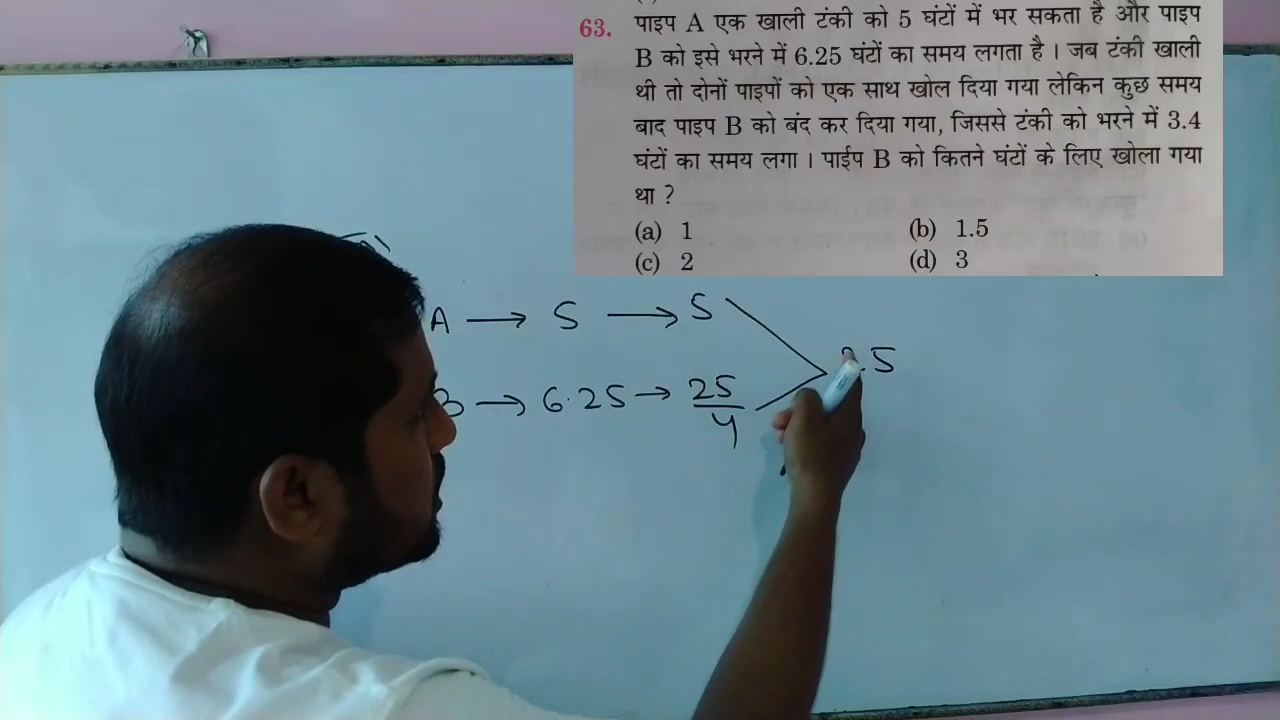 63. पाइप A एक खाली टंकी को 5 घंटों में भर सकता है और पाइप
B को इसे भरने में 6.25 घंटों का समय लगता है । जब टंकी खाली
थी तो दोनों पाइपों को एक साथ खोल दिया गया लेकिन कुछ समय
बाद पाइप B को बंद कर दिया गया, जिससे टंकी को भरने में 3.4
घंटों का समय लगा । पाईप B को कितने घंटों के लिए खोला गया
था ?
(a) 1 (b) 1.5
(c) 2 (d) 3
A → 5 → 5
B → 6.25 → 25/4
.5